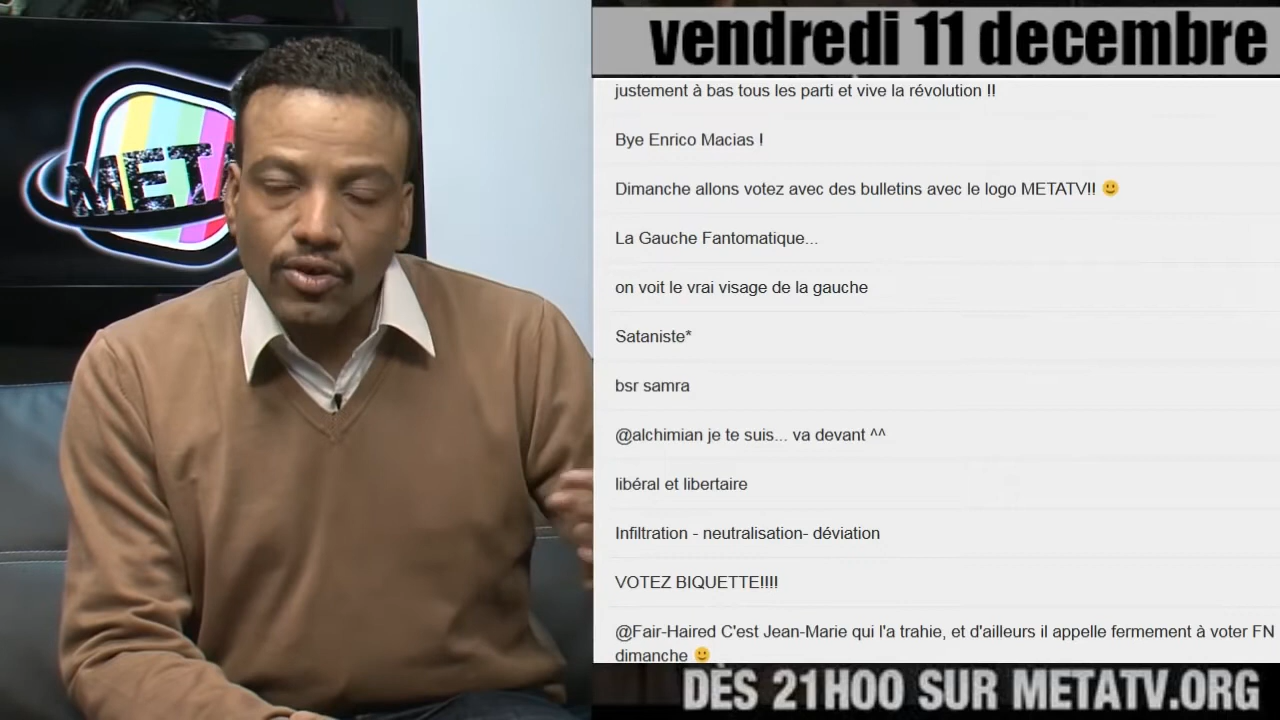 META
vendredi 11 decembre
justement à bas tous les parti et vive la révolution !!
Bye Enrico Macias !
Dimanche allons votez avec des bulletins avec le logo METATV!! 🙂
La Gauche Fantomatique...
on voit le vrai visage de la gauche
Sataniste*
bsr samra
@alchimian je te suis... va devant ^^
libéral et libertaire
Infiltration - neutralisation- déviation
VOTEZ BIQUETTE!!!!
@Fair-Haired C'est Jean-Marie qui l'a trahie, et d'ailleurs il appelle fermement à voter FN
dimanche 🙂
DÈS 21H00 SUR METATV.ORG